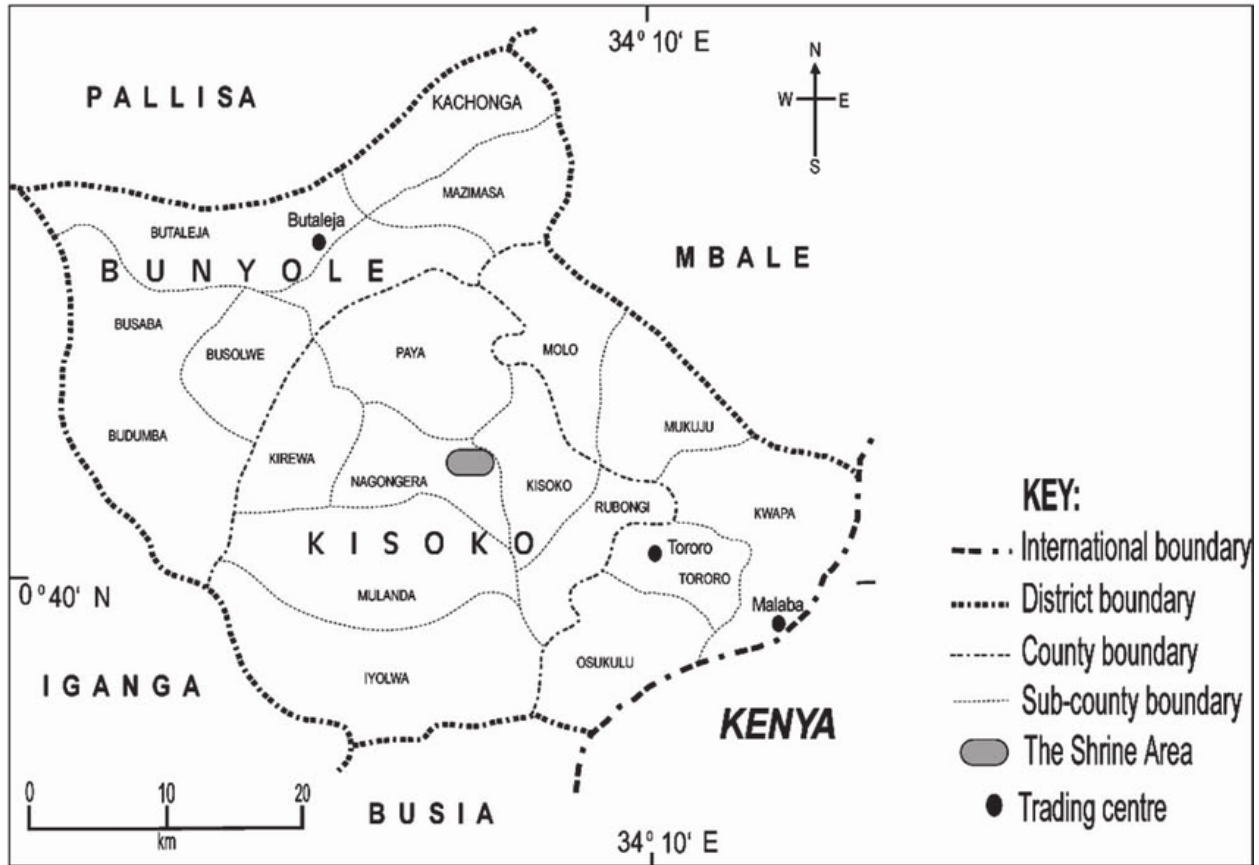 34° 10' E
PALLISA
KACHONGA
N
W E
S
MAZIMASA
BUTALEJA
Butaleja
MBALE
BUNYOLE
BUSABA
BUSOLWE
PAYA
MOLO
MUKUJU
BUDUMBA
KIREWA
NAGONGERA
KISOKO
RUBONGI
KWAPA
KISOKO
Tororo
TORORO
0° 40' N
MULANDA
Malaba
IYOLWA
OSUKULU
IGANGA
KENYA
BUSIA
KEY:
International boundary
District boundary
County boundary
Sub-county boundary
The Shrine Area
Trading centre
0 10 20
km
34° 10' E